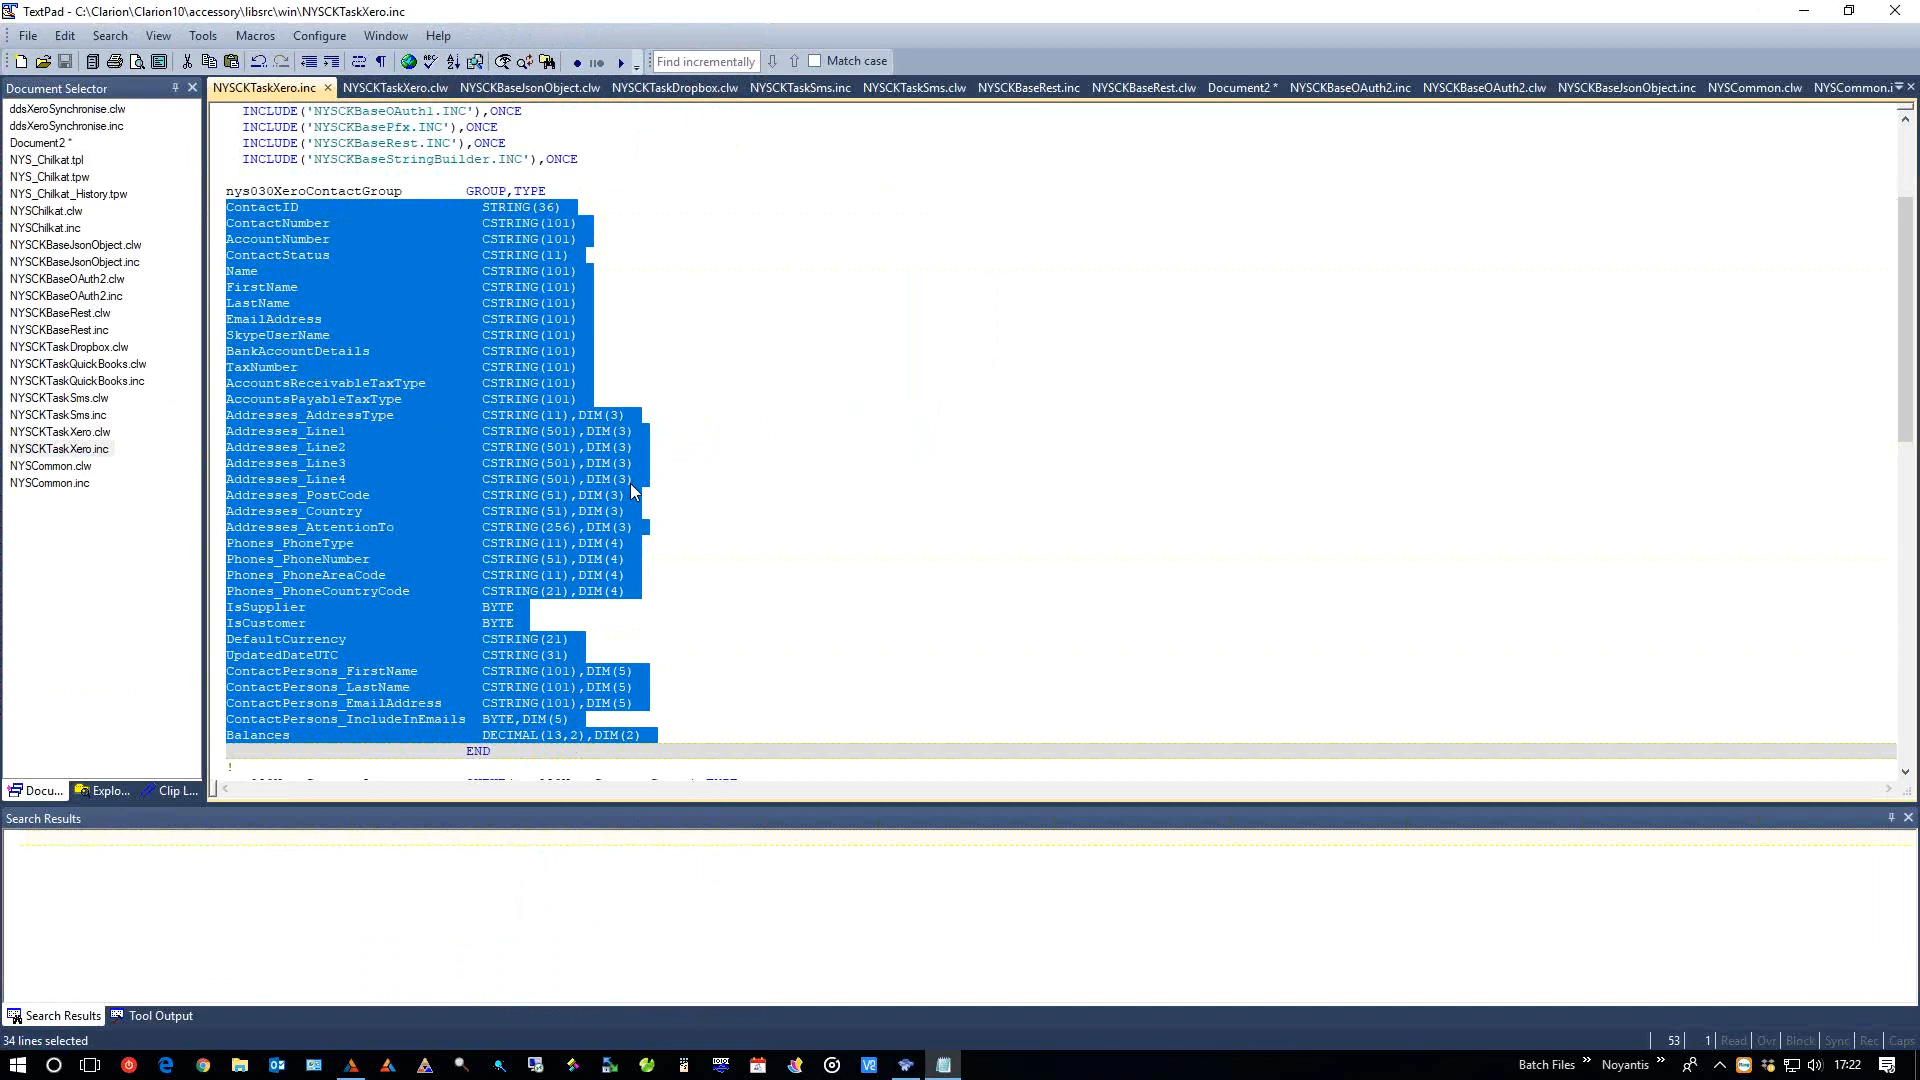 TextPad - C:\Clarion\Clarion10\accessory\libsrc\win\NYSCKTaskXero.inc
File Edit Search View Tools Macros Configure Window Help
Find incrementally Match case
Document Selector
NYSCKTaskXero.inc NYSCKTaskXero.clw NYSCKBaseJsonObject.clw NYSCKTaskDropbox.clw NYSCKTaskSms.inc NYSCKTaskSms.clw NYSCKBaseRest.inc NYSCKBaseRest.clw Document2 * NYSCKBaseOAuth2.inc NYSCKBaseOAuth2.clw NYSCKBaseJsonObject.inc NYSCommon.clw NYSCommon.i
ddsXeroSynchronise.clw
ddsXeroSynchronise.inc
Document2 *
NYS_Chilkat.tpl
NYS_Chilkat.tpw
NYS_Chilkat_History.tpw
NYSChilkat.clw
NYSChilkat.inc
NYSCKBaseJsonObject.clw
NYSCKBaseJsonObject.inc
NYSCKBaseOAuth2.clw
NYSCKBaseOAuth2.inc
NYSCKBaseRest.clw
NYSCKBaseRest.inc
NYSCKTaskDropbox.clw
NYSCKTaskQuickBooks.clw
NYSCKTaskQuickBooks.inc
NYSCKTaskSms.clw
NYSCKTaskSms.inc
NYSCKTaskXero.clw
NYSCKTaskXero.inc
NYSCommon.clw
NYSCommon.inc
Docu... Explo... Clip L...
INCLUDE('NYSCKBaseOAuth1.INC'),ONCE
INCLUDE('NYSCKBasePfx.INC'),ONCE
INCLUDE('NYSCKBaseRest.INC'),ONCE
INCLUDE('NYSCKBaseStringBuilder.INC'),ONCE
nys030XeroContactGroup GROUP,TYPE
ContactID STRING(36)
ContactNumber CSTRING(101)
AccountNumber CSTRING(101)
ContactStatus CSTRING(11)
Name CSTRING(101)
FirstName CSTRING(101)
LastName CSTRING(101)
EmailAddress CSTRING(101)
SkypeUserName CSTRING(101)
BankAccountDetails CSTRING(101)
TaxNumber CSTRING(101)
AccountsReceivableTaxType CSTRING(101)
AccountsPayableTaxType CSTRING(101)
Addresses_AddressType CSTRING(11),DIM(3)
Addresses_Line1 CSTRING(501),DIM(3)
Addresses_Line2 CSTRING(501),DIM(3)
Addresses_Line3 CSTRING(501),DIM(3)
Addresses_Line4 CSTRING(501),DIM(3)
Addresses_PostCode CSTRING(51),DIM(3)
Addresses_Country CSTRING(51),DIM(3)
Addresses_AttentionTo CSTRING(256),DIM(3)
Phones_PhoneType CSTRING(11),DIM(4)
Phones_PhoneNumber CSTRING(51),DIM(4)
Phones_PhoneAreaCode CSTRING(11),DIM(4)
Phones_PhoneCountryCode CSTRING(21),DIM(4)
IsSupplier BYTE
IsCustomer BYTE
DefaultCurrency CSTRING(21)
UpdatedDateUTC CSTRING(31)
ContactPersons_FirstName CSTRING(101),DIM(5)
ContactPersons_LastName CSTRING(101),DIM(5)
ContactPersons_EmailAddress CSTRING(101),DIM(5)
ContactPersons_IncludeInEmails BYTE,DIM(5)
Balances DECIMAL(13,2),DIM(2)
END
!
Search Results
Search Results Tool Output
34 lines selected 53 1 Read Ovr Block Sync Rec Caps
Batch Files Noyantis 17:22